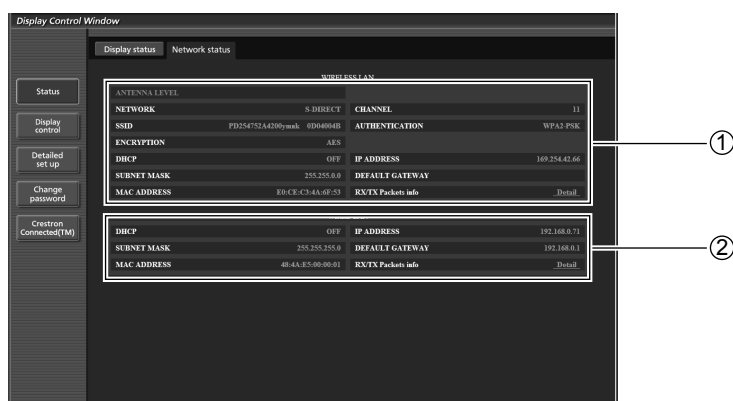 Display Control Window
Display status Network status
WIRELESS LAN
Status
ANTENNA LEVEL
NETWORK S-DIRECT CHANNEL 11
SSID PD254752A4200ymnk 0D04004B AUTHENTICATION WPA2-PSK
Display
control
ENCRYPTION AES
①
DHCP OFF IP ADDRESS 169.254.42.66
Detailed
set up
SUBNET MASK 255.255.0.0 DEFAULT GATEWAY
MAC ADDRESS E0:CE:C3:4A:6F:53 RX/TX Packets info Detail
Change
password
Crestron
Connected(TM)
DHCP OFF IP ADDRESS 192.168.0.71
SUBNET MASK 255.255.255.0 DEFAULT GATEWAY 192.168.0.1
②
MAC ADDRESS 48:4A:E5:00:00:01 RX/TX Packets info Detail